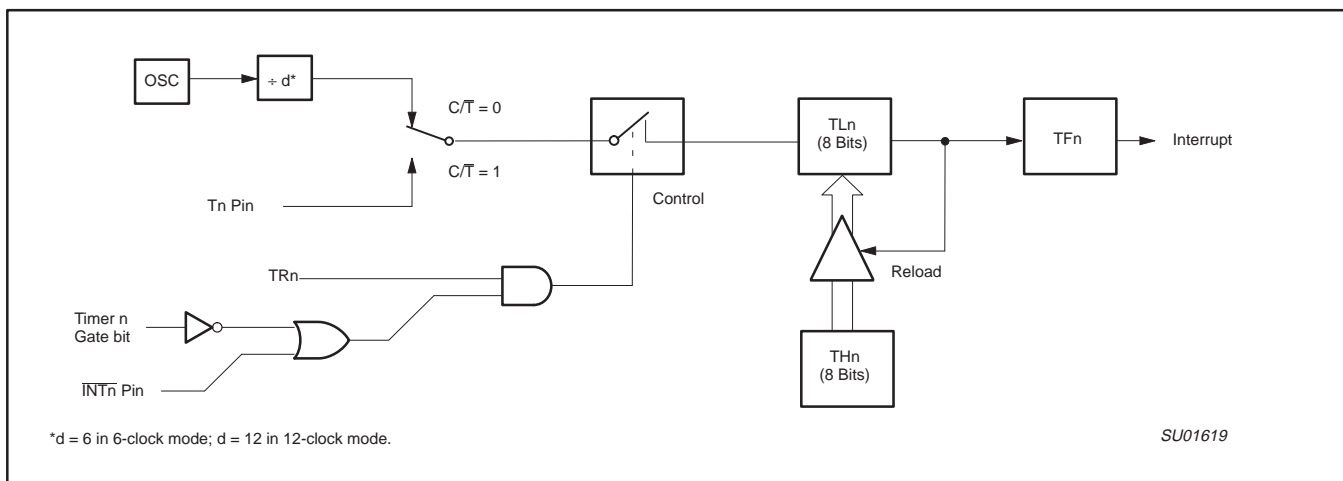 OSC
÷ d*
C/T̅ = 0
C/T̅ = 1
Tn Pin
Control
TLn
(8 Bits)
TFn
Interrupt
Reload
TRn
Timer n
Gate bit
I̅N̅T̅n̅ Pin
THn
(8 Bits)
*d = 6 in 6-clock mode; d = 12 in 12-clock mode.
SU01619